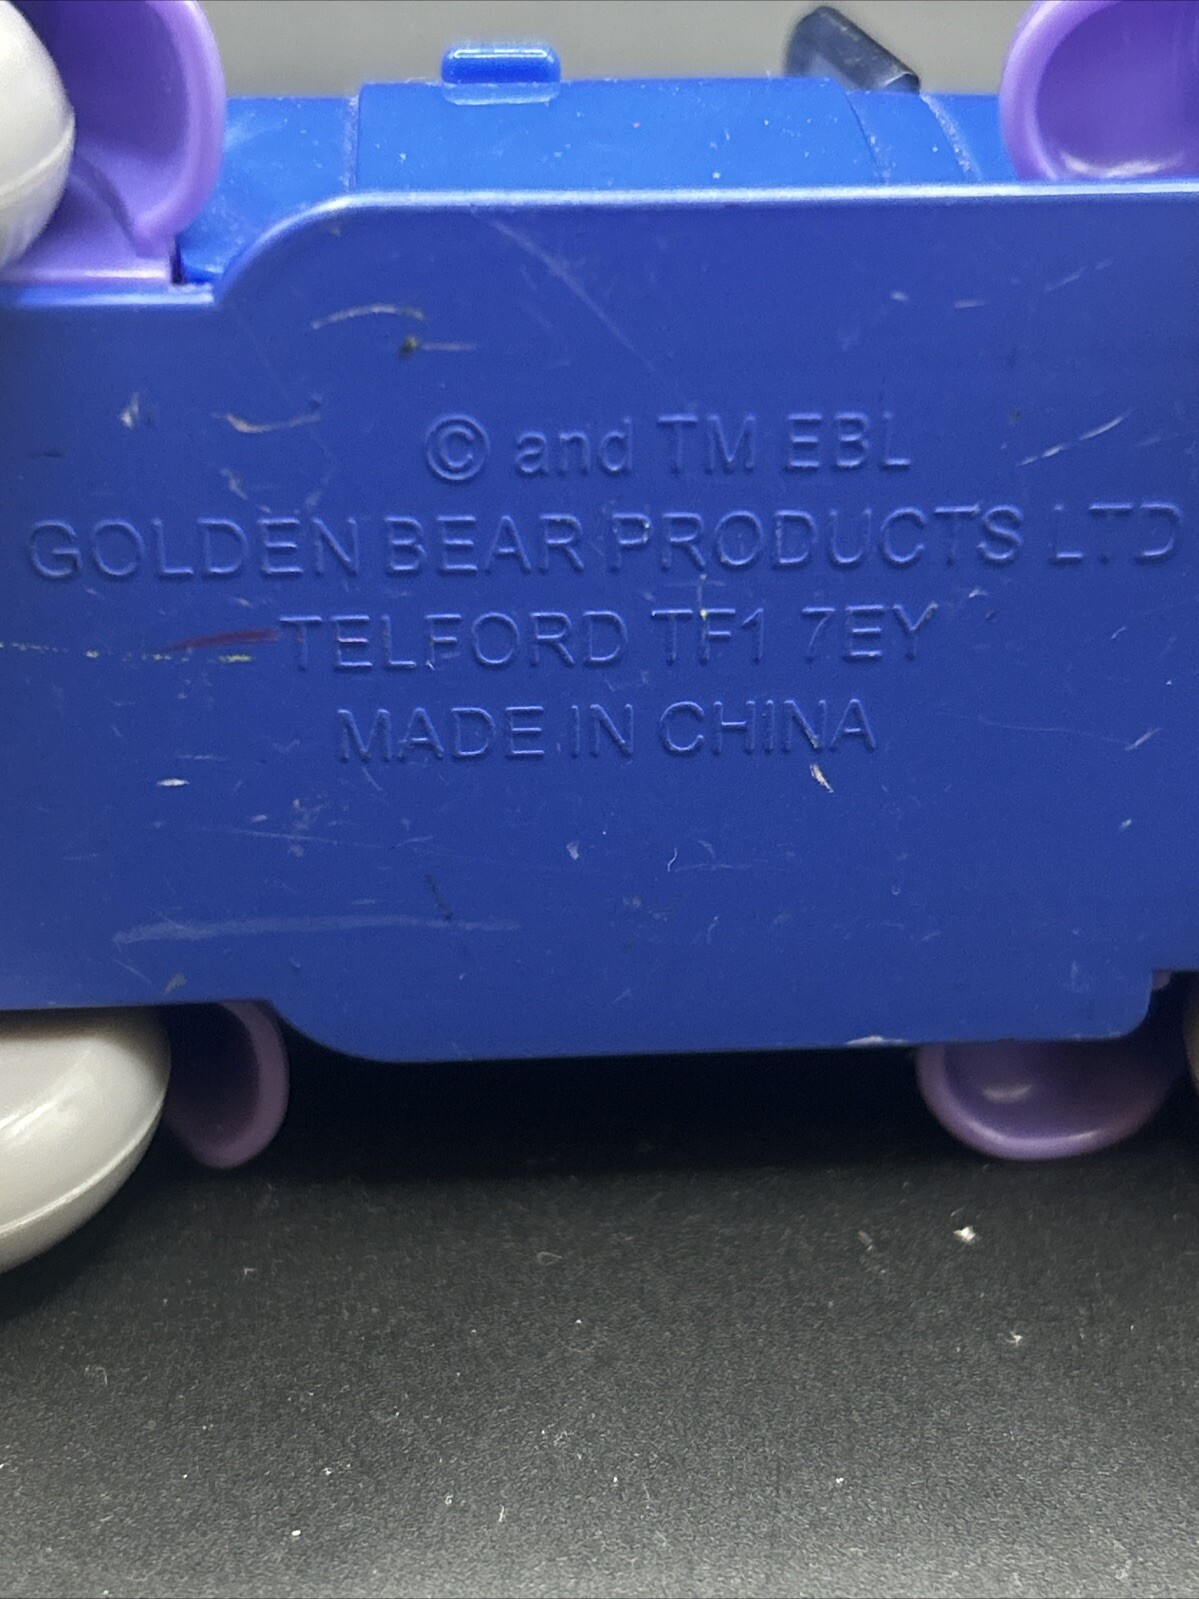 © and TM EBL
GOLDEN BEAR PRODUCTS LTD
TELFORD TF1 7EY
MADE IN CHINA